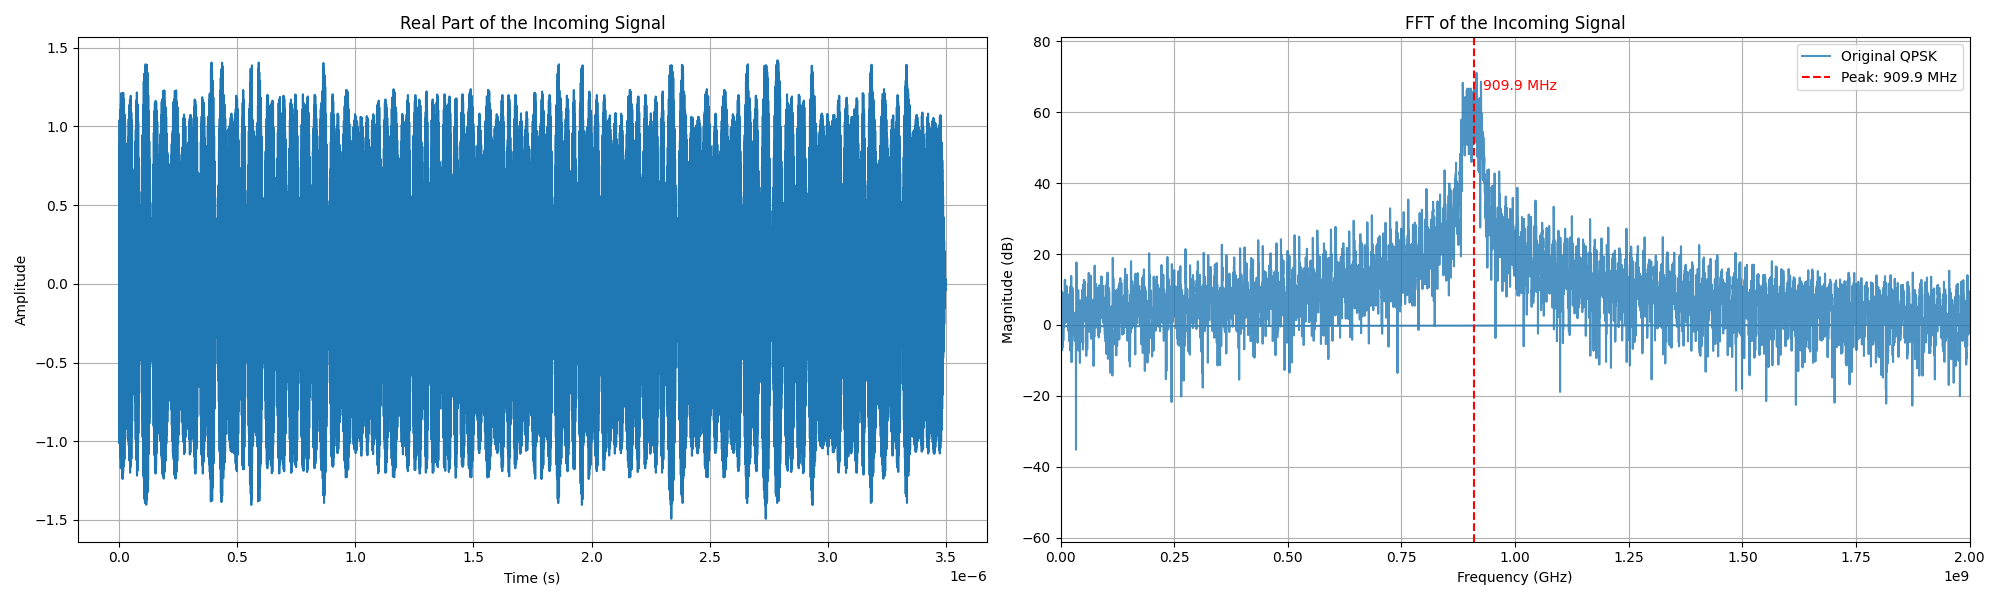 Real Part of the Incoming Signal
1.5
1.0
0.5
0.0
−0.5
−1.0
−1.5
Amplitude
0.0 0.5 1.0 1.5 2.0 2.5 3.0 3.5
1e−6
Time (s)
FFT of the Incoming Signal
80
60
40
20
0
−20
−40
−60
Magnitude (dB)
Original QPSK
Peak: 909.9 MHz
909.9 MHz
0.00 0.25 0.50 0.75 1.00 1.25 1.50 1.75 2.00
1e9
Frequency (GHz)